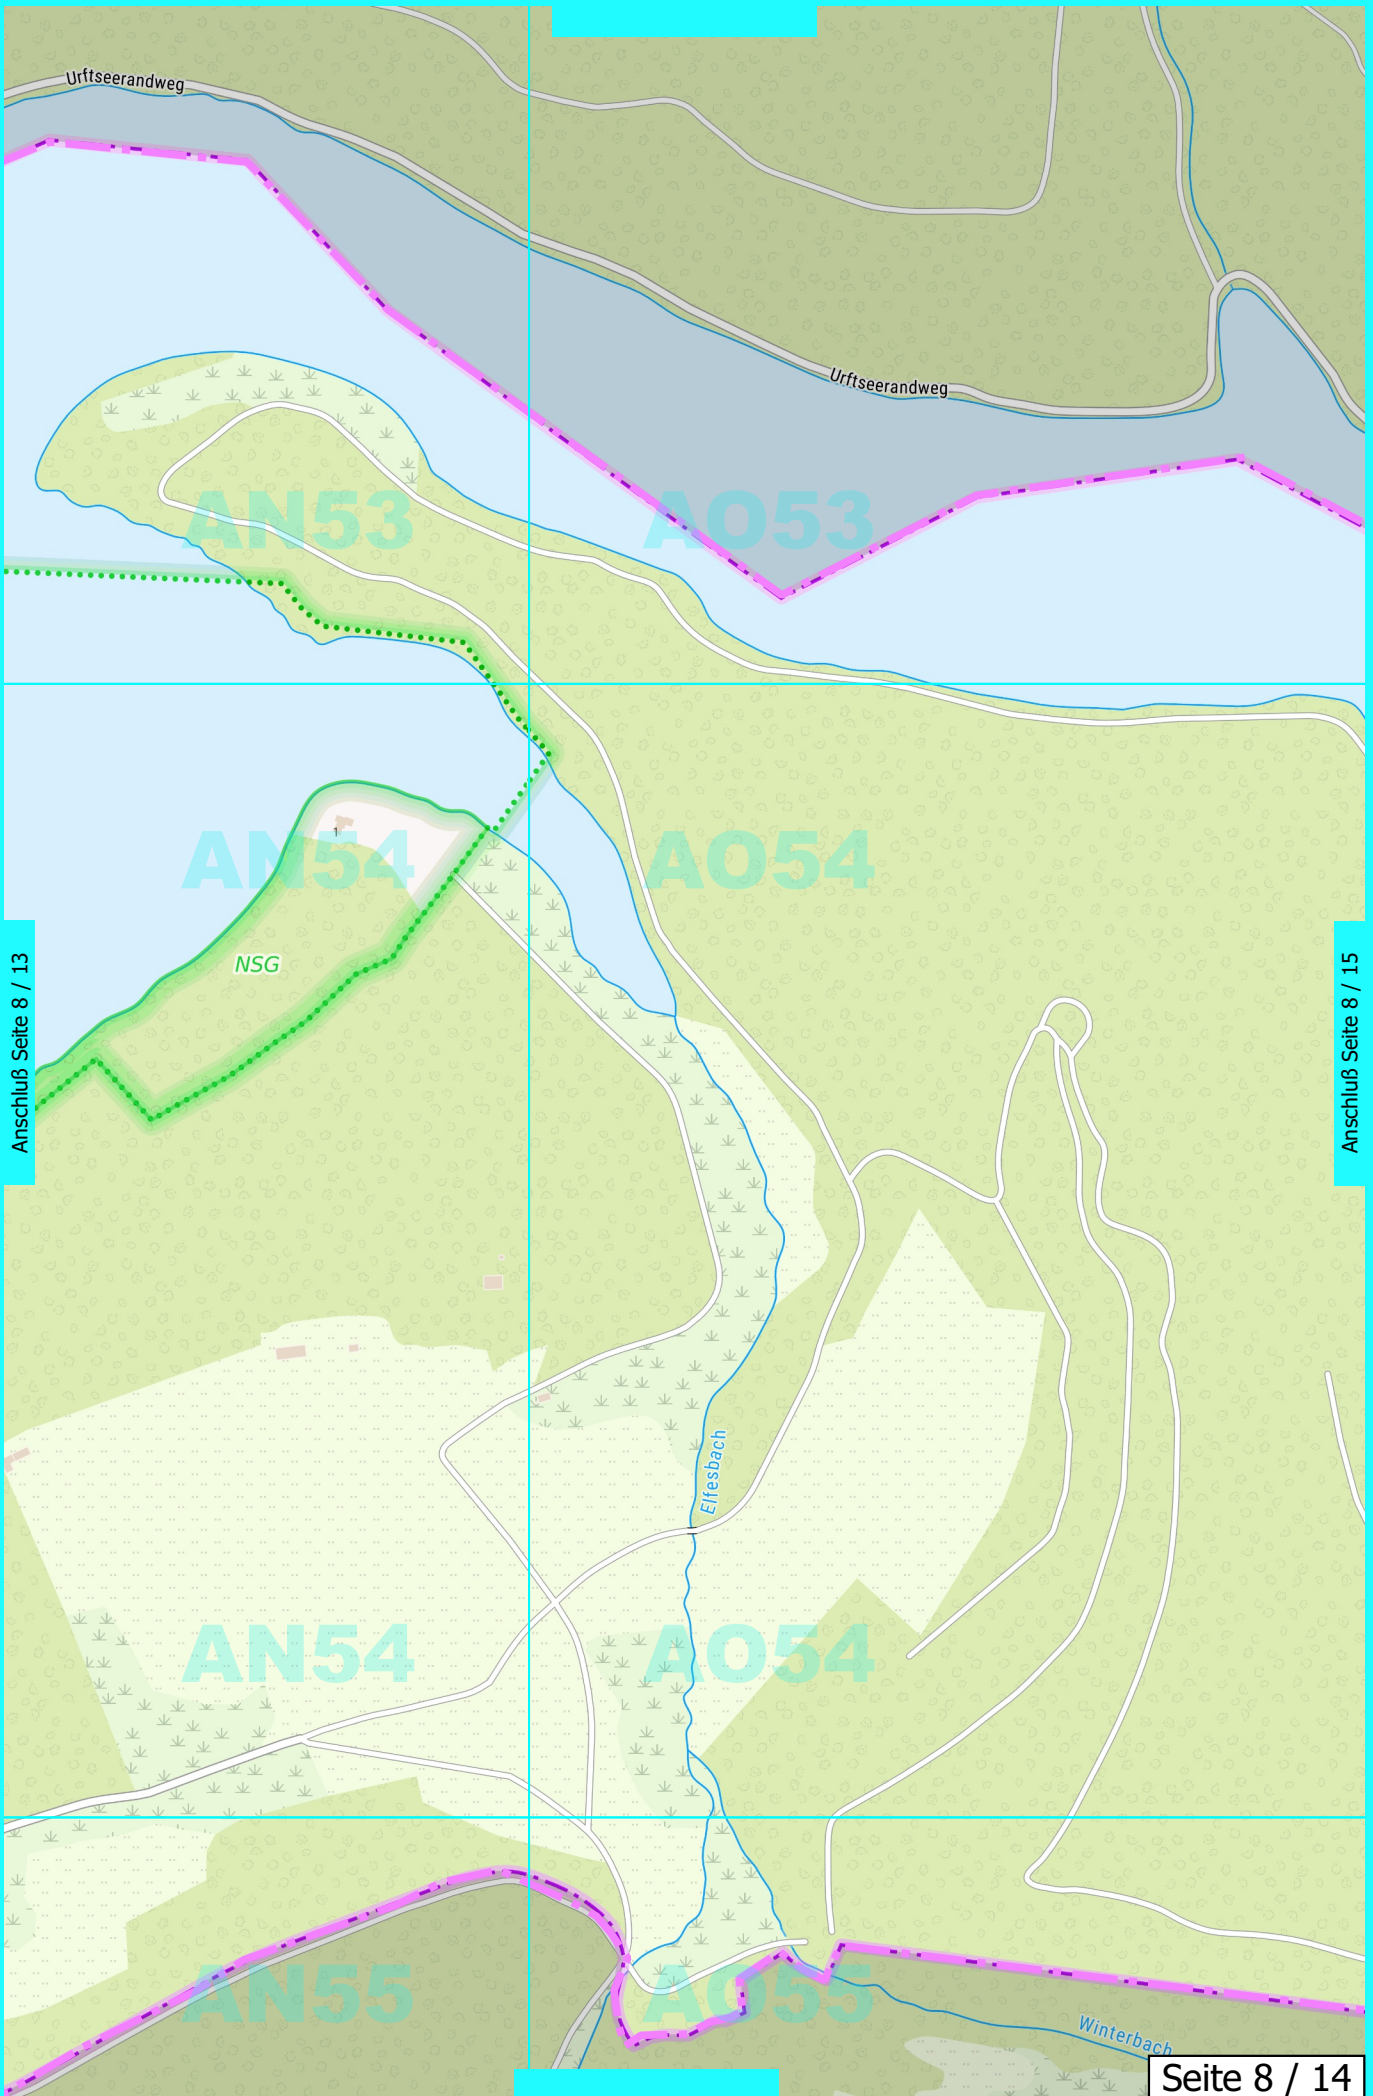 Urftseerandweg
Urftseerandweg
AN53
AO53
1
AN54
AO54
NSG
Anschluß Seite 8 / 13
Anschluß Seite 8 / 15
Elfesbach
AN54
AO54
AN55
AO55
Winterbach
Seite 8 / 14